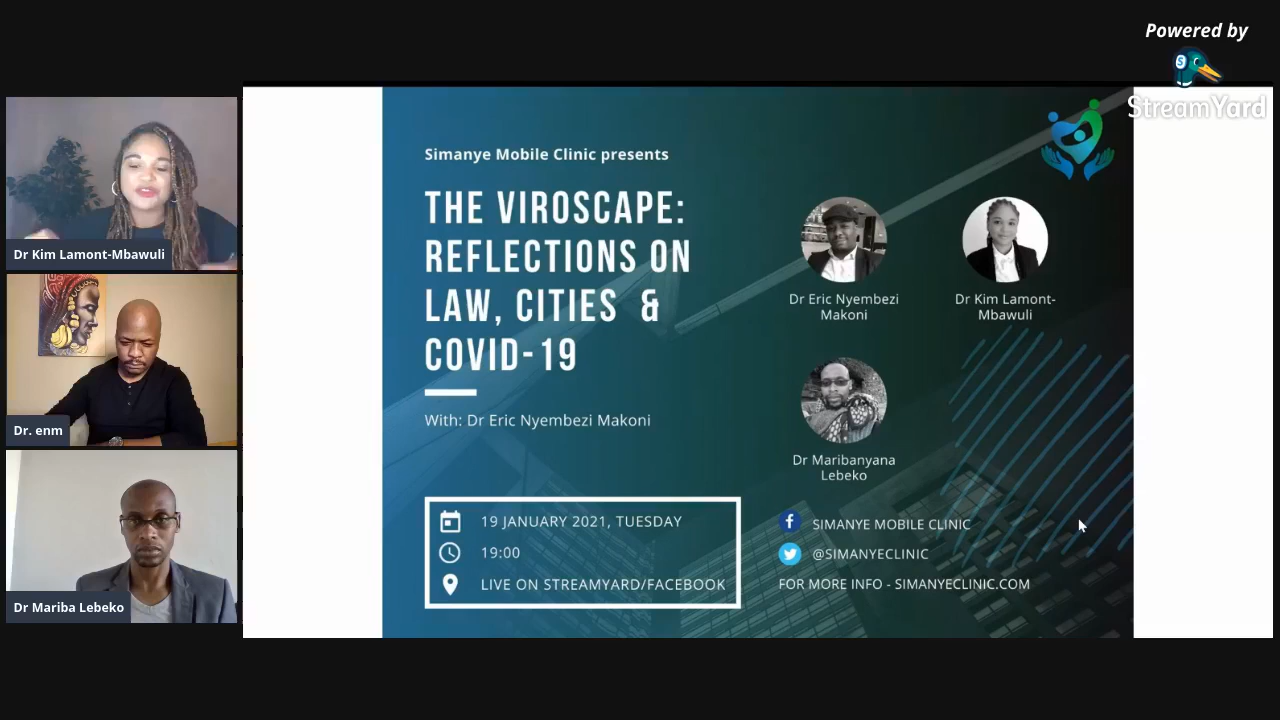 Powered by
StreamYard
Dr Kim Lamont-Mbawuli
Dr. enm
Dr Mariba Lebeko
Simanye Mobile Clinic presents
THE VIROSCAPE:
REFLECTIONS ON
LAW, CITIES &
COVID-19
With: Dr Eric Nyembezi Makoni
19 JANUARY 2021, TUESDAY
19:00
LIVE ON STREAMYARD/FACEBOOK
Dr Eric Nyembezi
Makoni
Dr Kim Lamont-
Mbawuli
Dr Maribanyana
Lebeko
SIMANYE MOBILE CLINIC
@SIMANYECLINIC
FOR MORE INFO - SIMANYECLINIC.COM